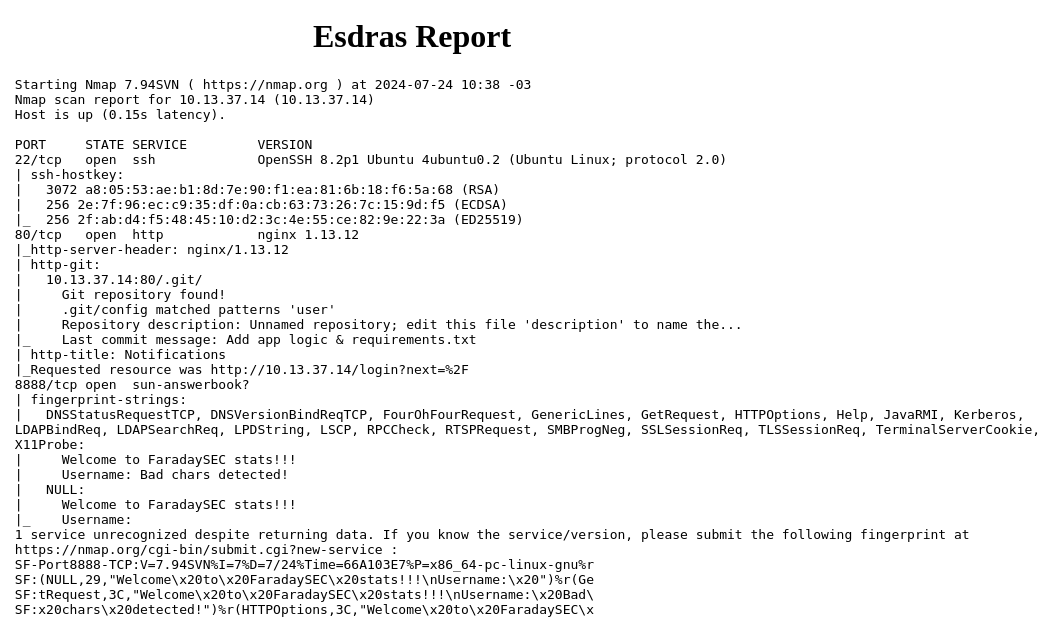 Esdras Report
Starting Nmap 7.94SVN ( https://nmap.org ) at 2024-07-24 10:38 -03
Nmap scan report for 10.13.37.14 (10.13.37.14)
Host is up (0.15s latency).
PORT     STATE SERVICE         VERSION
22/tcp   open  ssh             OpenSSH 8.2p1 Ubuntu 4ubuntu0.2 (Ubuntu Linux; protocol 2.0)
| ssh-hostkey:
|   3072 a8:05:53:ae:b1:8d:7e:90:f1:ea:81:6b:18:f6:5a:68 (RSA)
|   256 2e:7f:96:ec:c9:35:df:0a:cb:63:73:26:7c:15:9d:f5 (ECDSA)
|_  256 2f:ab:d4:f5:48:45:10:d2:3c:4e:55:ce:82:9e:22:3a (ED25519)
80/tcp   open  http            nginx 1.13.12
|_http-server-header: nginx/1.13.12
| http-git:
|   10.13.37.14:80/.git/
|     Git repository found!
|     .git/config matched patterns 'user'
|     Repository description: Unnamed repository; edit this file 'description' to name the...
|_    Last commit message: Add app logic & requirements.txt
| http-title: Notifications
|_Requested resource was http://10.13.37.14/login?next=%2F
8888/tcp open  sun-answerbook?
| fingerprint-strings:
|   DNSStatusRequestTCP, DNSVersionBindReqTCP, FourOhFourRequest, GenericLines, GetRequest, HTTPOptions, Help, JavaRMI, Kerberos,
LDAPBindReq, LDAPSearchReq, LPDString, LSCP, RPCCheck, RTSPRequest, SMBProgNeg, SSLSessionReq, TLSSessionReq, TerminalServerCookie,
X11Probe:
|     Welcome to FaradaySEC stats!!!
|     Username: Bad chars detected!
|   NULL:
|     Welcome to FaradaySEC stats!!!
|_    Username:
1 service unrecognized despite returning data. If you know the service/version, please submit the following fingerprint at
https://nmap.org/cgi-bin/submit.cgi?new-service :
SF-Port8888-TCP:V=7.94SVN%I=7%D=7/24%Time=66A103E7%P=x86_64-pc-linux-gnu%r
SF:(NULL,29,"Welcome\x20to\x20FaradaySEC\x20stats!!!\nUsername:\x20")%r(Ge
SF:tRequest,3C,"Welcome\x20to\x20FaradaySEC\x20stats!!!\nUsername:\x20Bad\
SF:x20chars\x20detected!")%r(HTTPOptions,3C,"Welcome\x20to\x20FaradaySEC\x